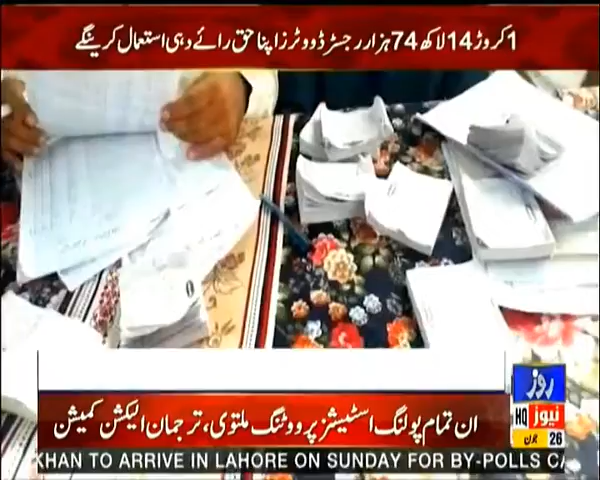 1 کروڑ 14 لاکھ 74 ہزار رجسٹرڈ ووٹرز اپنا حق رائے دہی استعمال کرینگے
روز
HQ نیوز
26 جون
ان تمام پولنگ اسٹیشنز پر ووٹنگ ملتوی، ترجمان الیکشن کمیشن
KHAN TO ARRIVE IN LAHORE ON SUNDAY FOR BY-POLLS